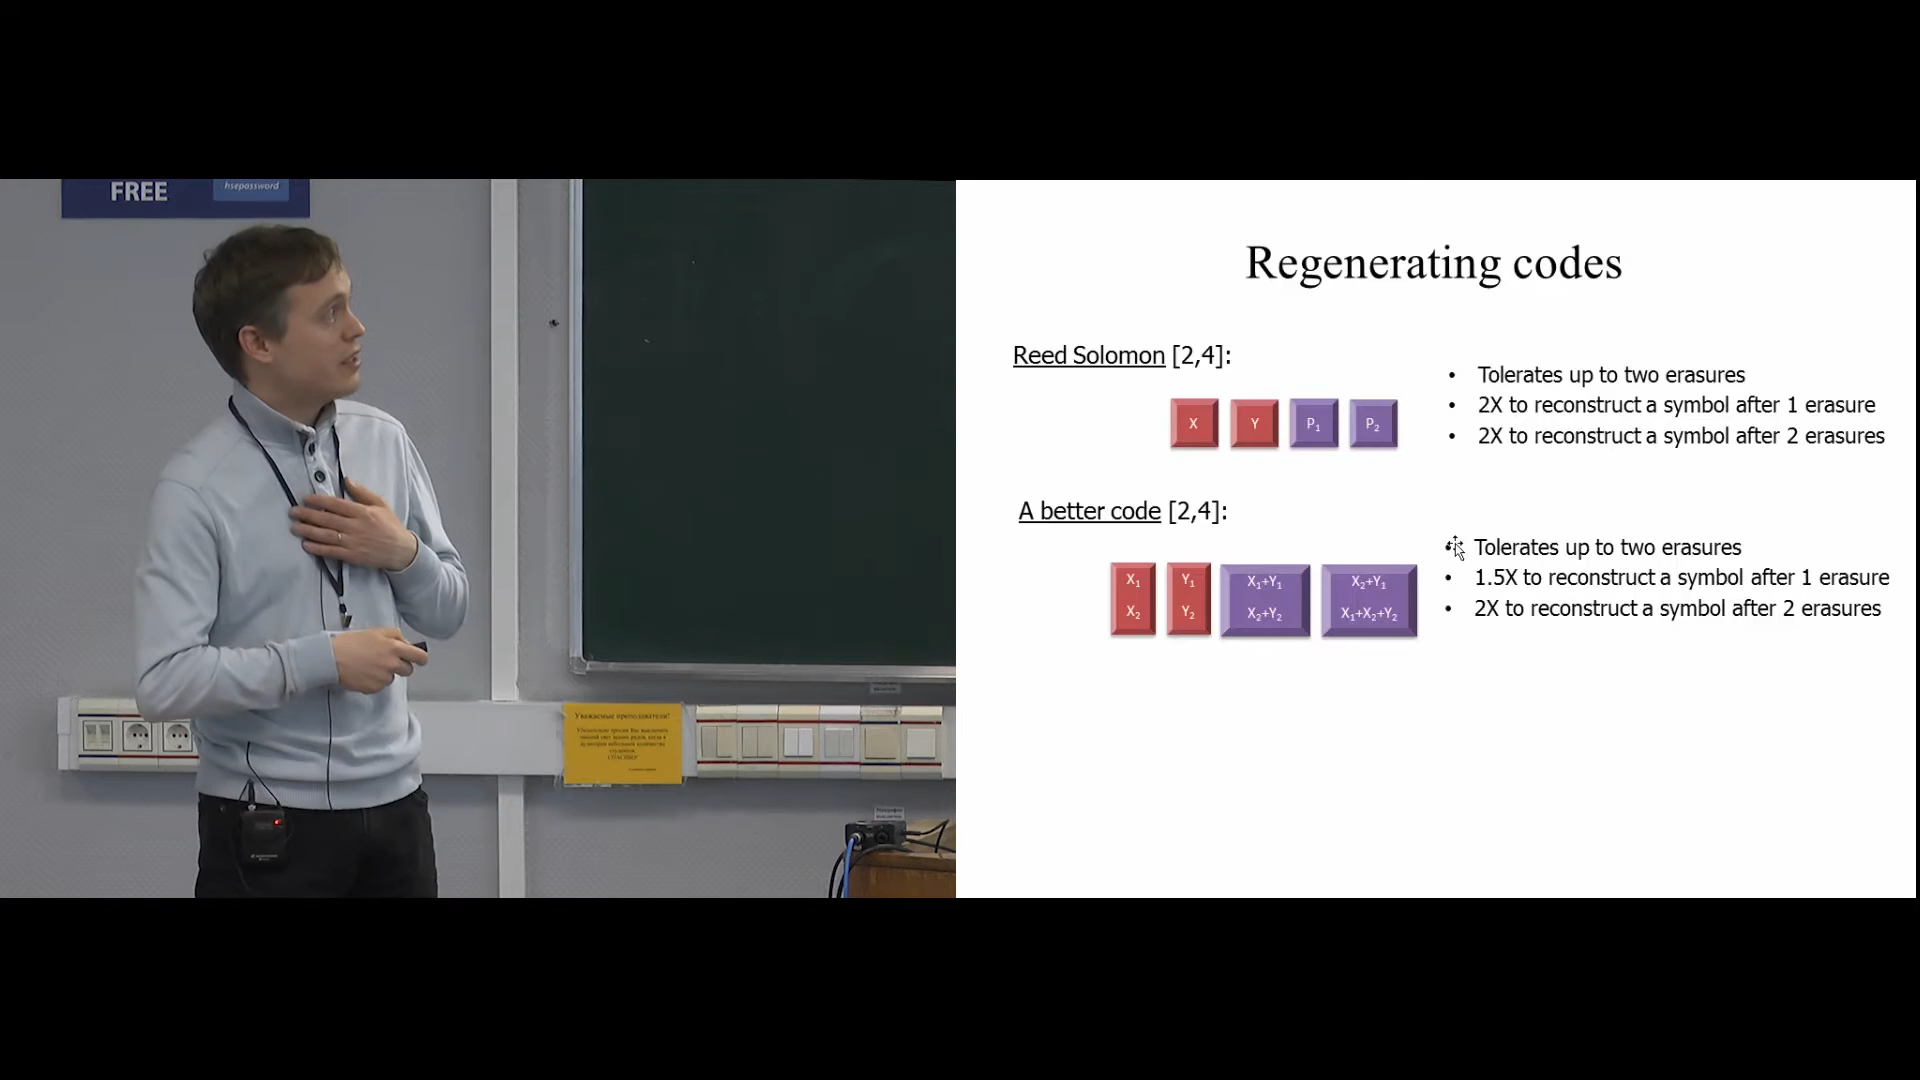 FREE
hsepassword
Уважаемые преподаватели!
Regenerating codes
Reed Solomon [2,4]:
X Y P₁ P₂
• Tolerates up to two erasures
• 2X to reconstruct a symbol after 1 erasure
• 2X to reconstruct a symbol after 2 erasures
A better code [2,4]:
X₁ Y₁ X₁+Y₁ X₂+Y₁
X₂ Y₂ X₂+Y₂ X₁+X₂+Y₂
• Tolerates up to two erasures
• 1.5X to reconstruct a symbol after 1 erasure
• 2X to reconstruct a symbol after 2 erasures